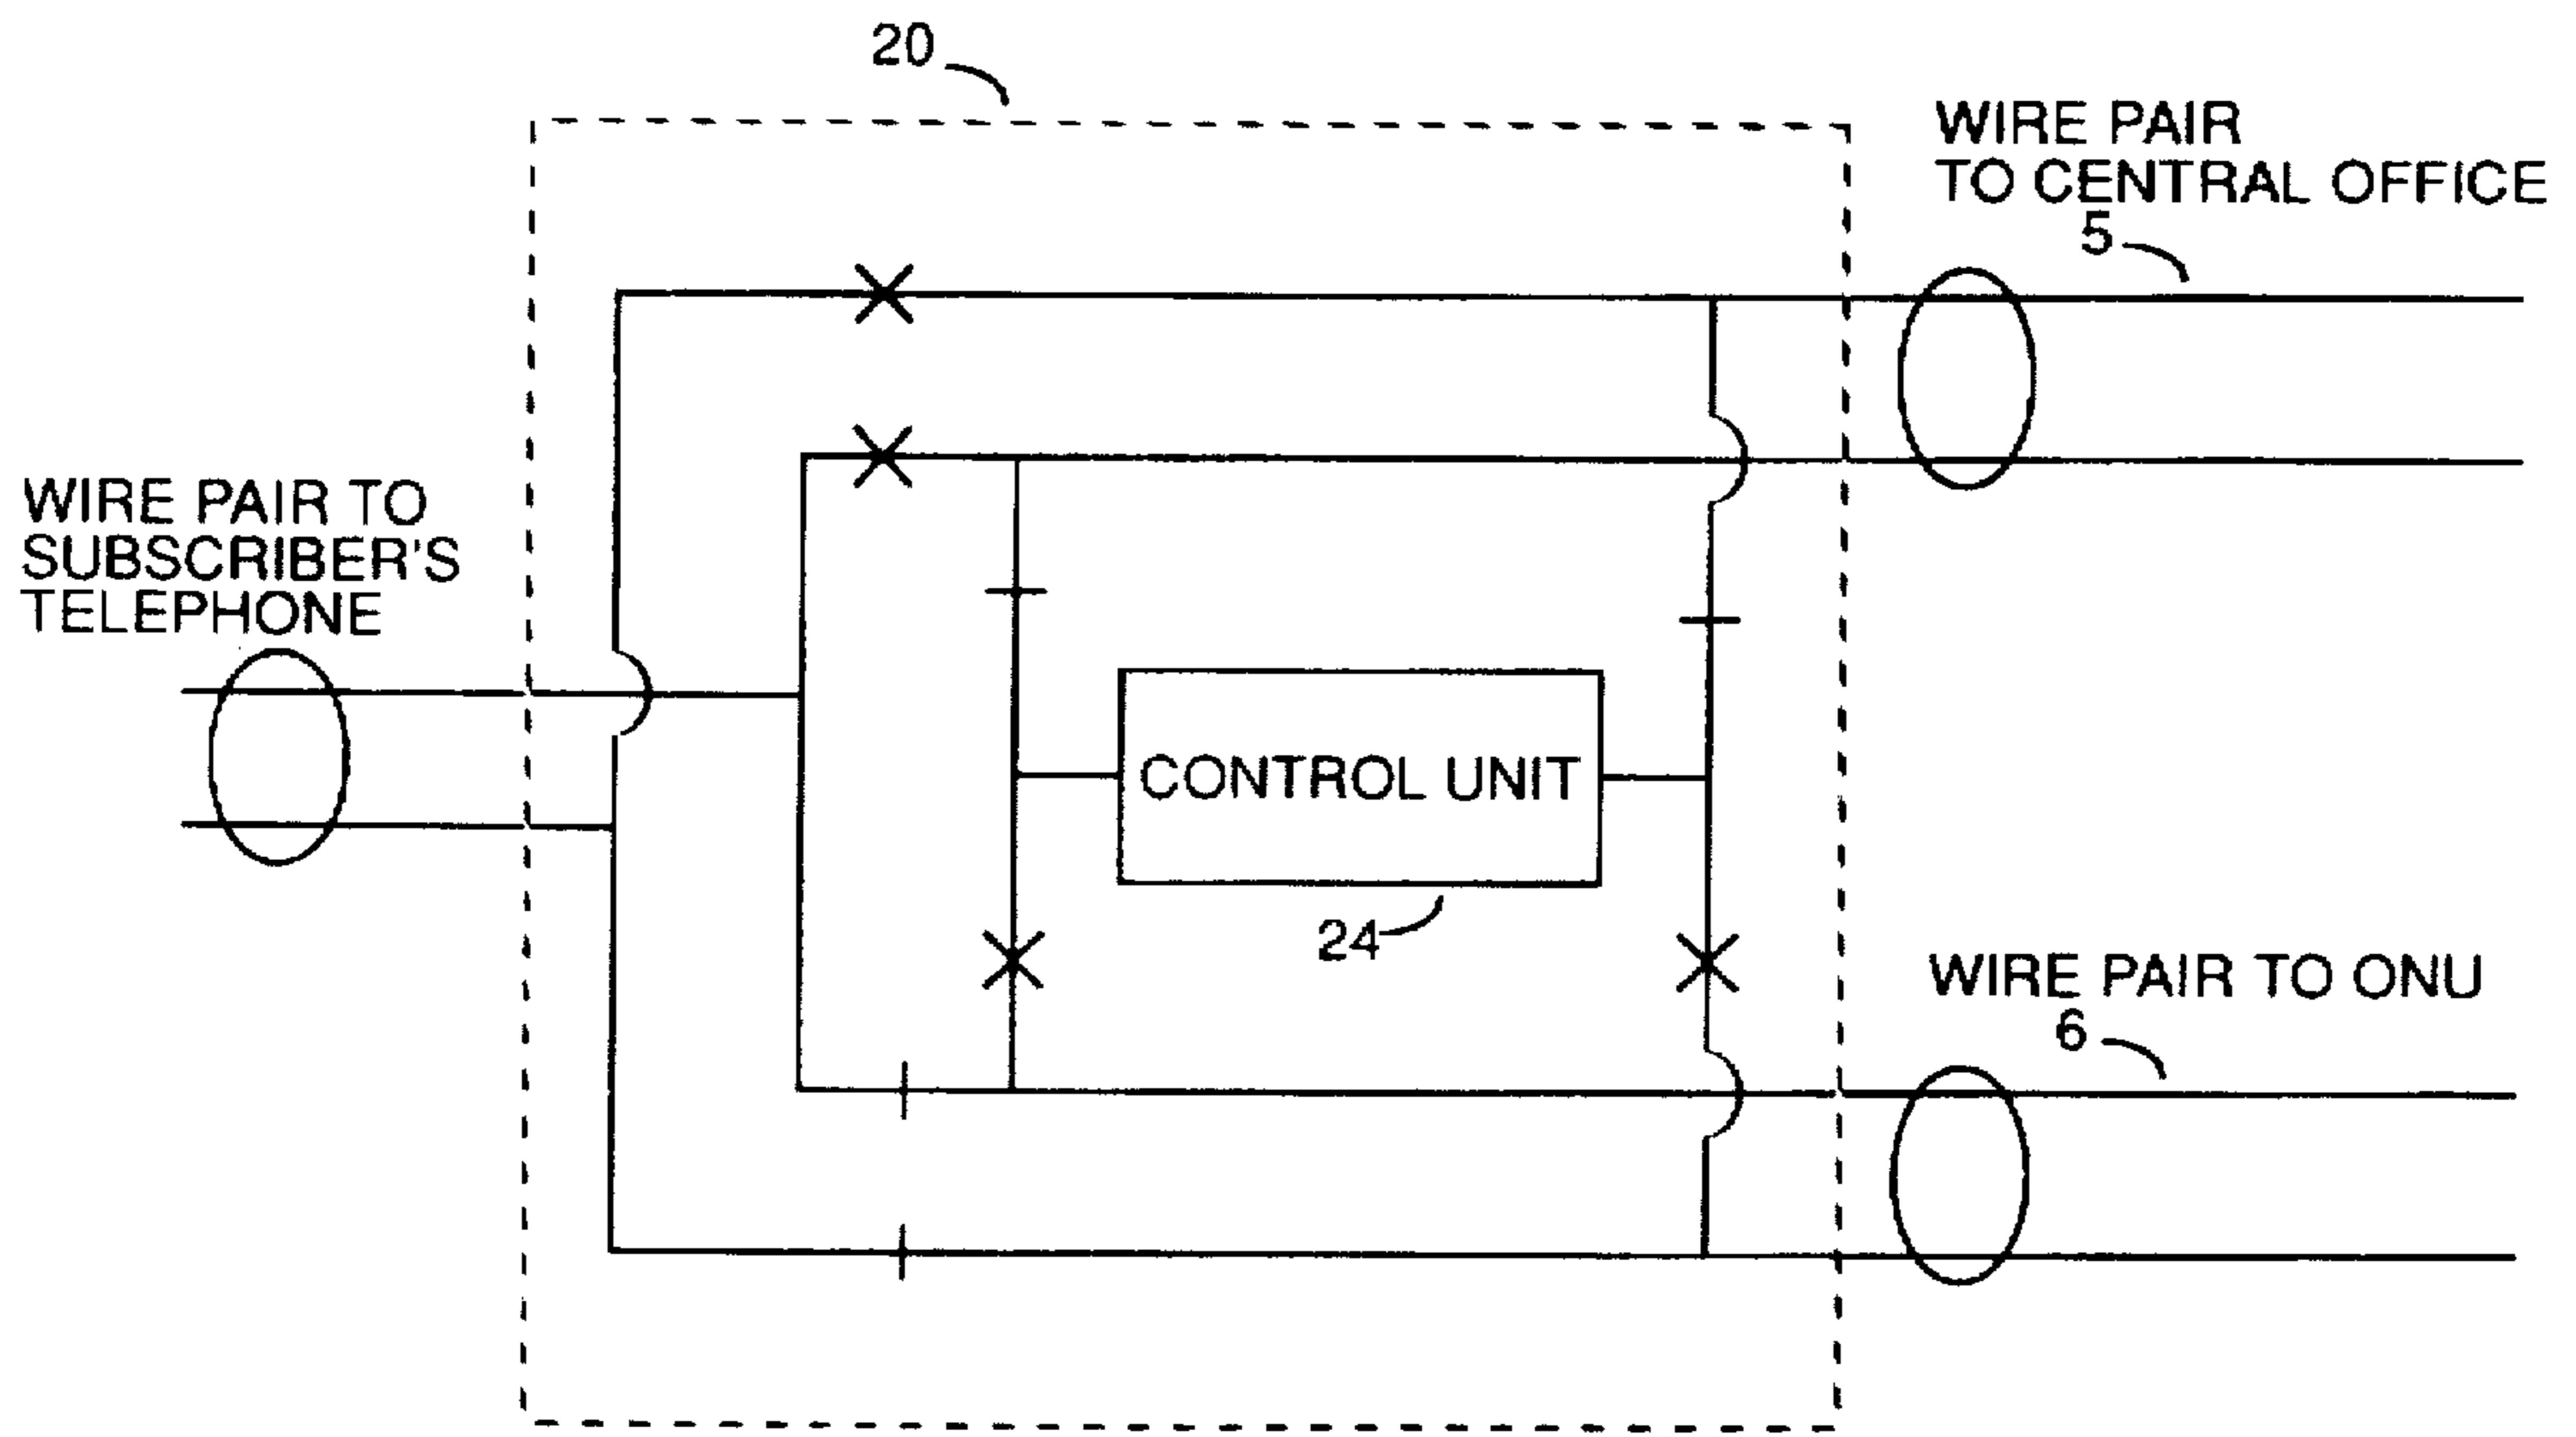 20
WIRE PAIR
TO CENTRAL OFFICE
5
WIRE PAIR TO
SUBSCRIBER'S
TELEPHONE
CONTROL UNIT
24
WIRE PAIR TO ONU
6